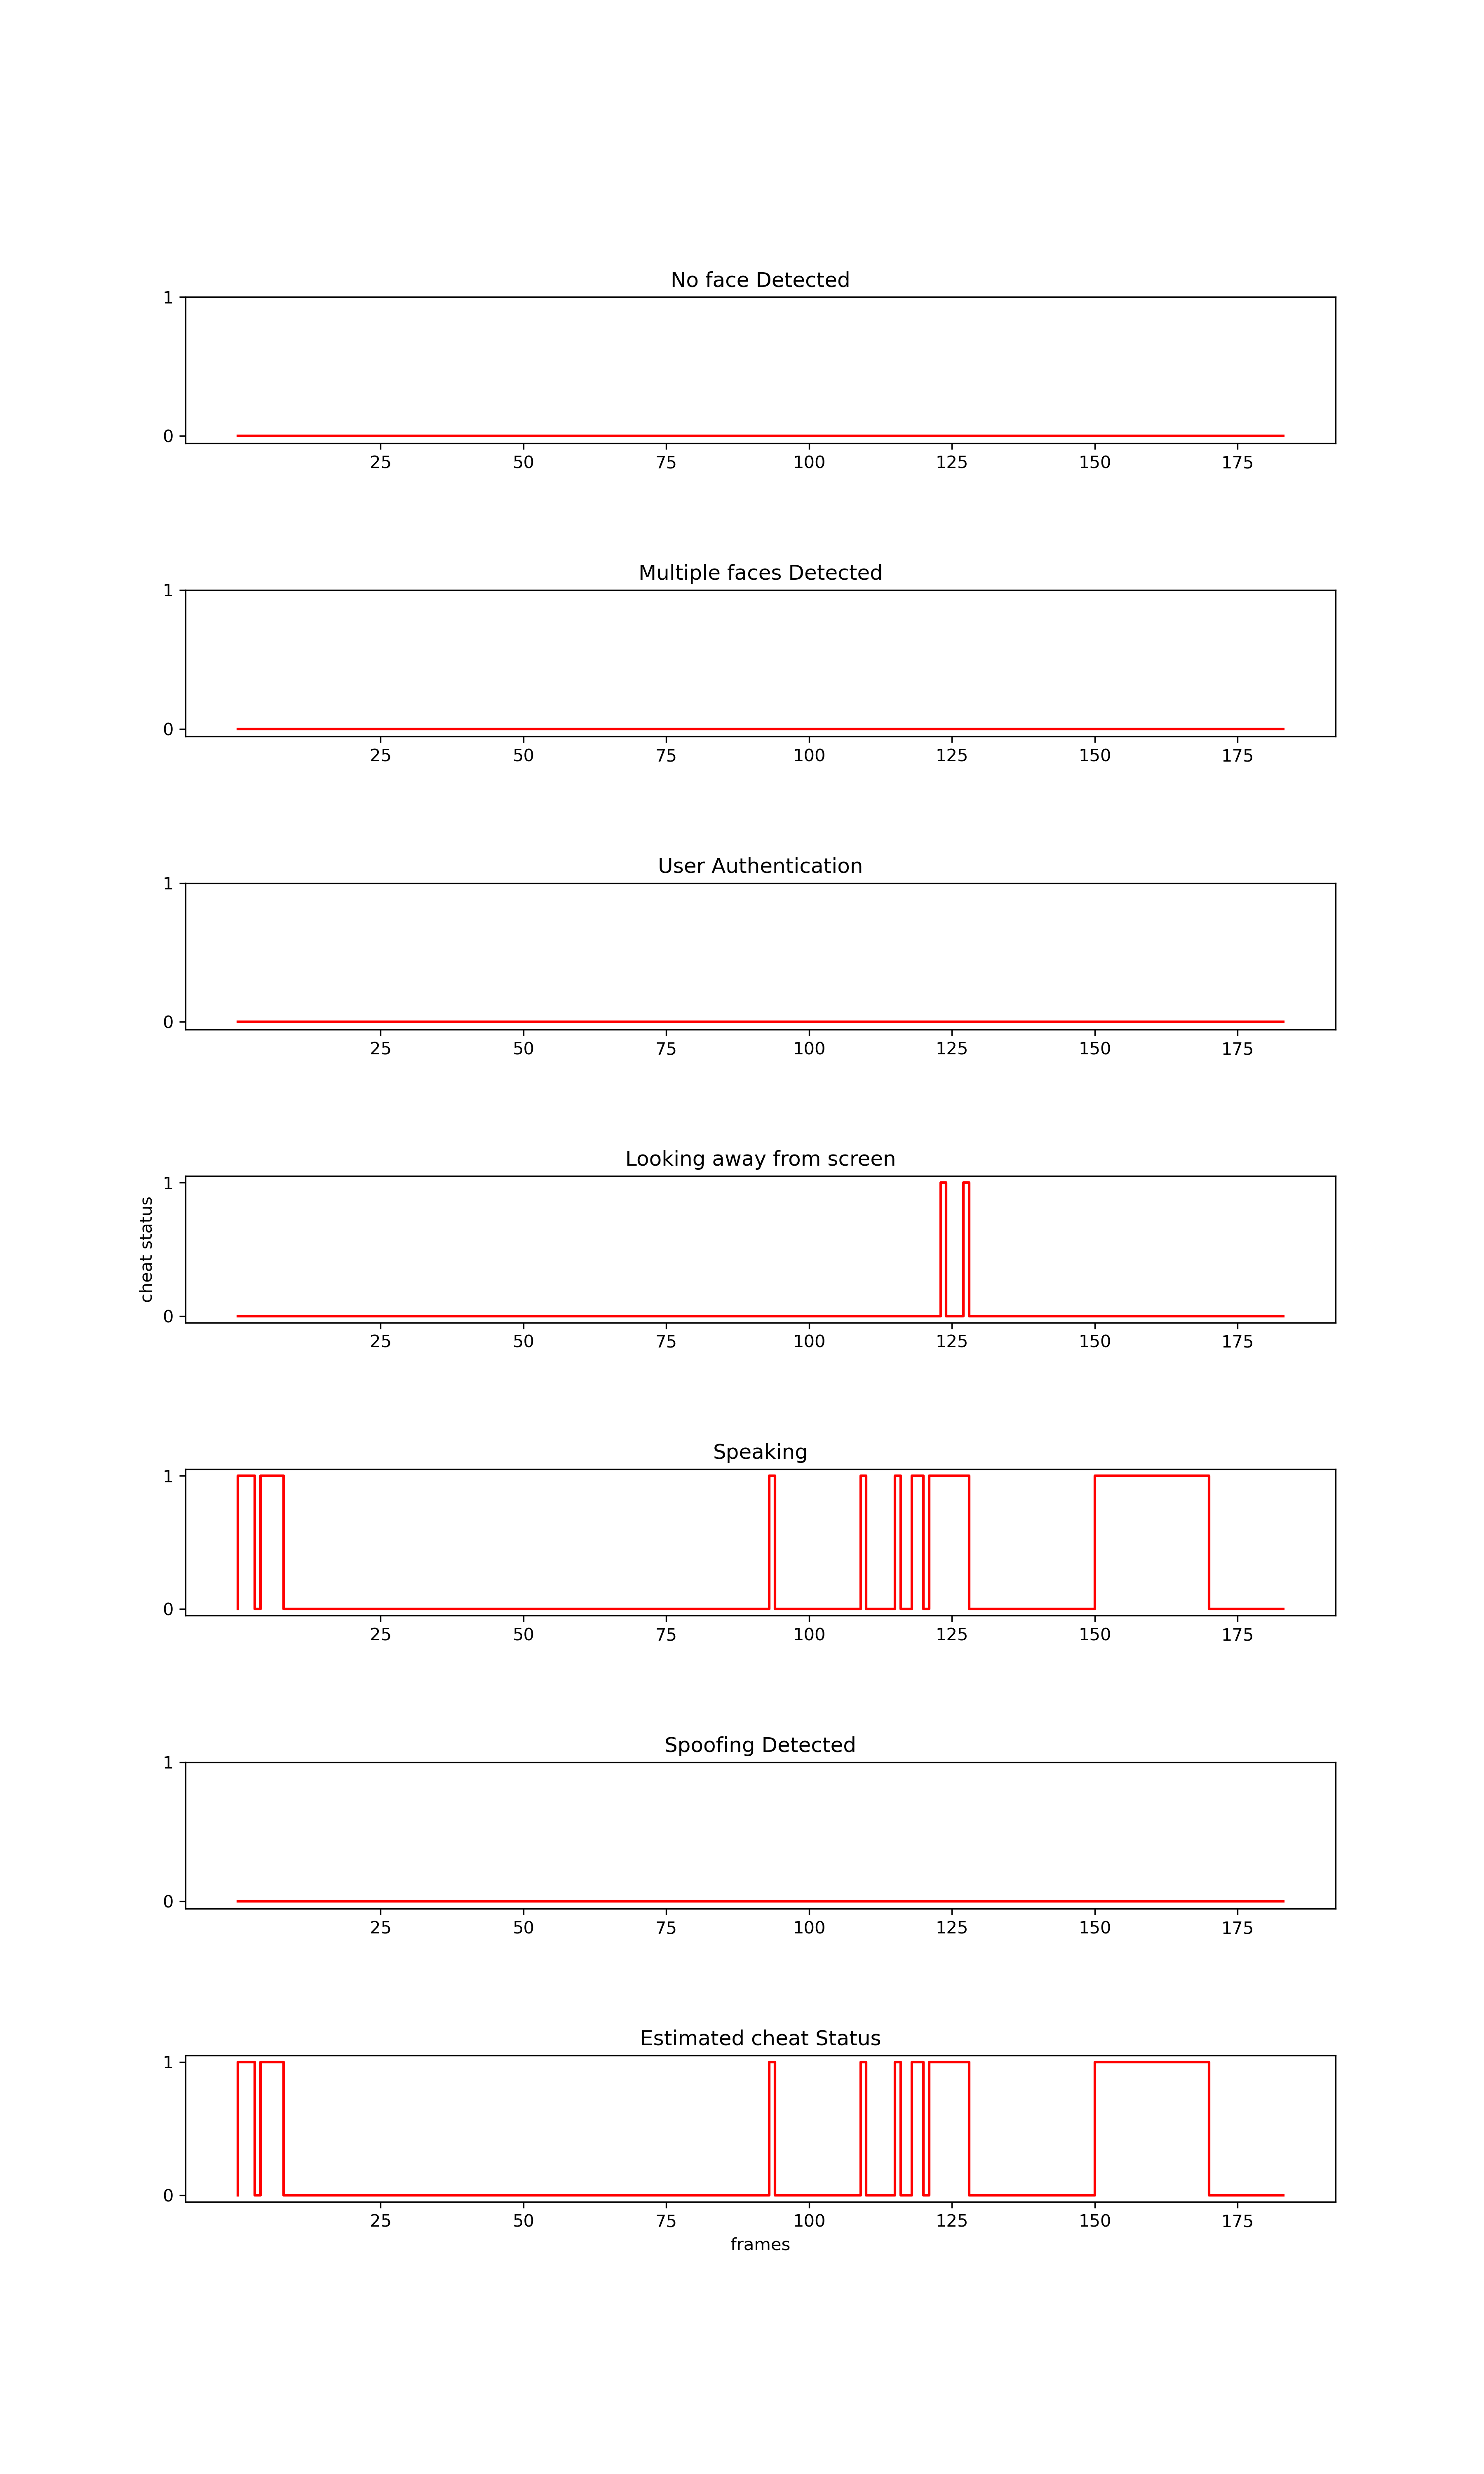 No face Detected
1
0
25 50 75 100 125 150 175
Multiple faces Detected
1
0
25 50 75 100 125 150 175
User Authentication
1
0
25 50 75 100 125 150 175
Looking away from screen
cheat status
1
0
25 50 75 100 125 150 175
Speaking
1
0
25 50 75 100 125 150 175
Spoofing Detected
1
0
25 50 75 100 125 150 175
Estimated cheat Status
1
0
25 50 75 100 125 150 175
frames